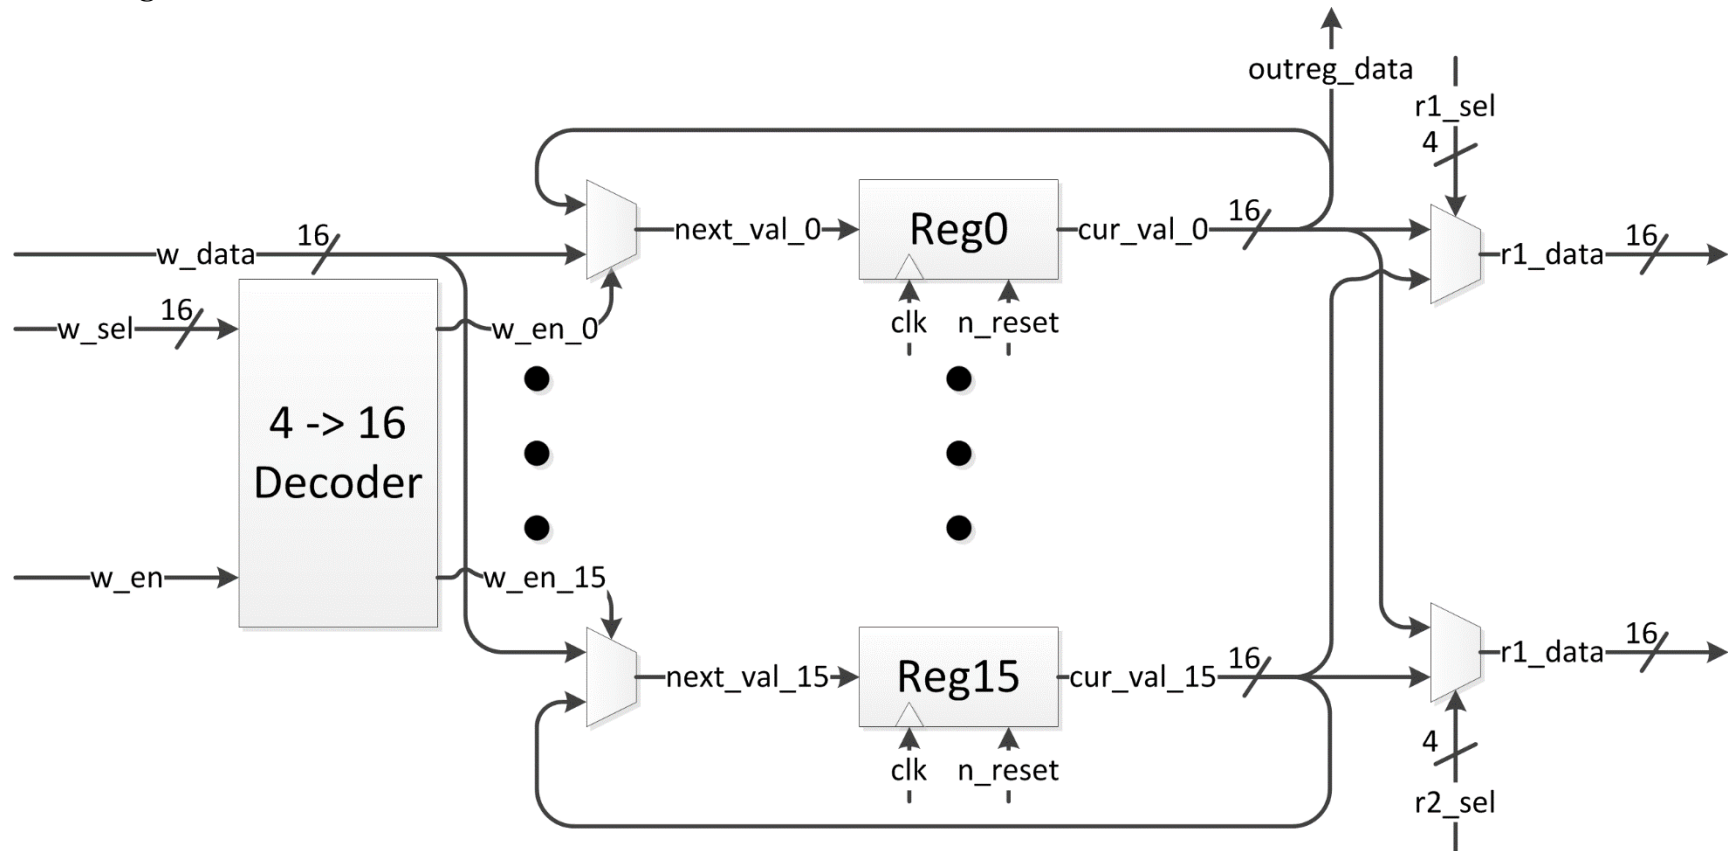 outreg_data
r1_sel
4
next_val_0
Reg0
cur_val_0
16
w_data
16
r1_data
16
w_sel
16
w_en_0
clk
n_reset
4 -> 16
Decoder
w_en
w_en_15
next_val_15
Reg15
cur_val_15
16
r1_data
16
clk
n_reset
4
r2_sel